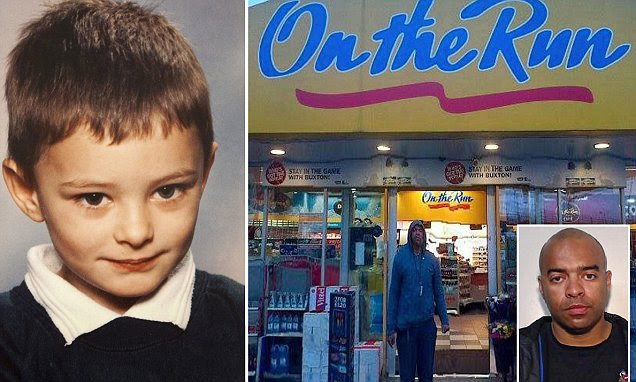 On the Run
STAY IN THE GAME
WITH BUXTON!
STAY IN THE GAME
WITH BUXTON!
On the Run